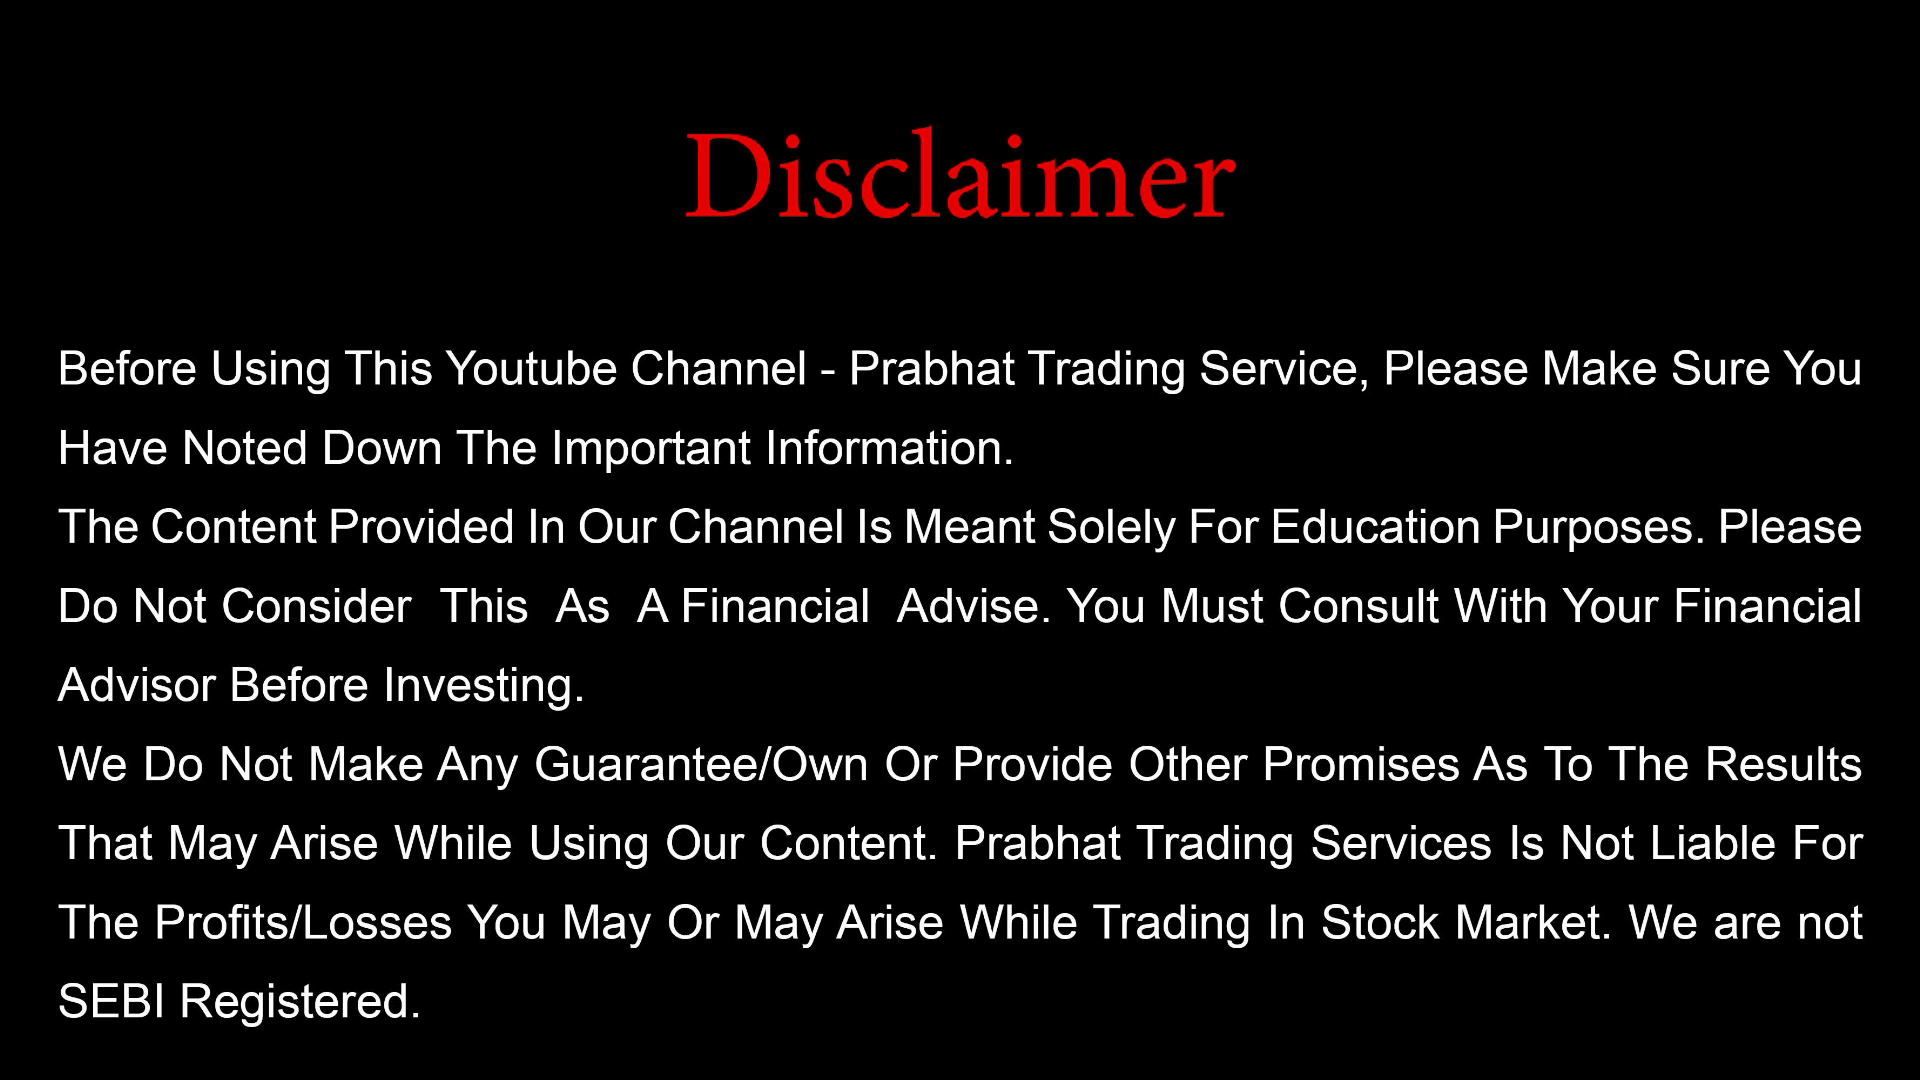 Disclaimer
Before Using This Youtube Channel - Prabhat Trading Service, Please Make Sure You
Have Noted Down The Important Information.
The Content Provided In Our Channel Is Meant Solely For Education Purposes. Please
Do Not Consider This As A Financial Advise. You Must Consult With Your Financial
Advisor Before Investing.
We Do Not Make Any Guarantee/Own Or Provide Other Promises As To The Results
That May Arise While Using Our Content. Prabhat Trading Services Is Not Liable For
The Profits/Losses You May Or May Arise While Trading In Stock Market. We are not
SEBI Registered.